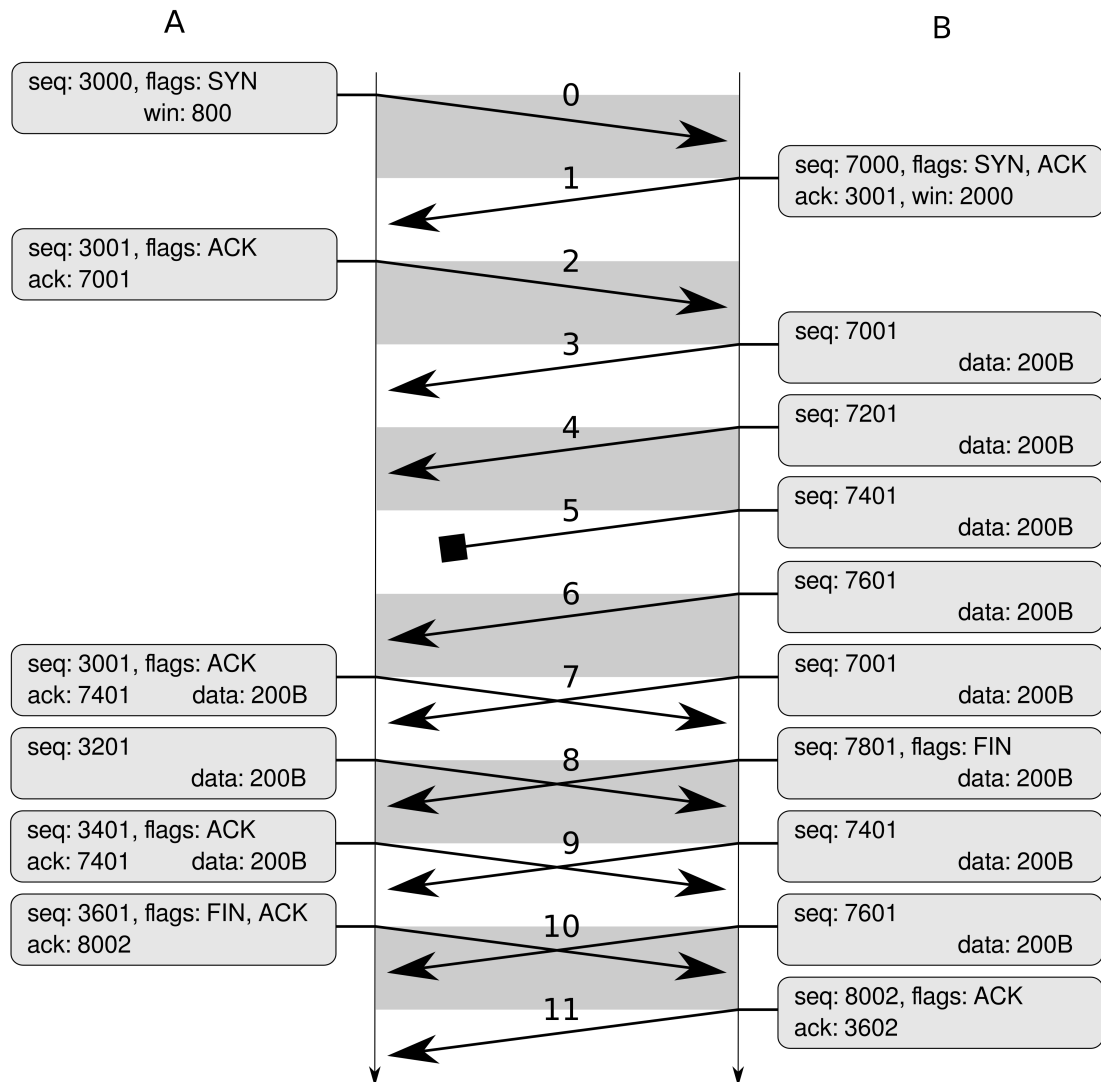 A
B
seq: 3000, flags: SYN
win: 800
0
1
seq: 7000, flags: SYN, ACK
ack: 3001, win: 2000
seq: 3001, flags: ACK
ack: 7001
2
3
seq: 7001
data: 200B
4
seq: 7201
data: 200B
5
seq: 7401
data: 200B
6
seq: 7601
data: 200B
seq: 3001, flags: ACK
ack: 7401 data: 200B
7
seq: 7001
data: 200B
seq: 3201
data: 200B
8
seq: 7801, flags: FIN
data: 200B
seq: 3401, flags: ACK
ack: 7401 data: 200B
9
seq: 7401
data: 200B
seq: 3601, flags: FIN, ACK
ack: 8002
10
seq: 7601
data: 200B
11
seq: 8002, flags: ACK
ack: 3602